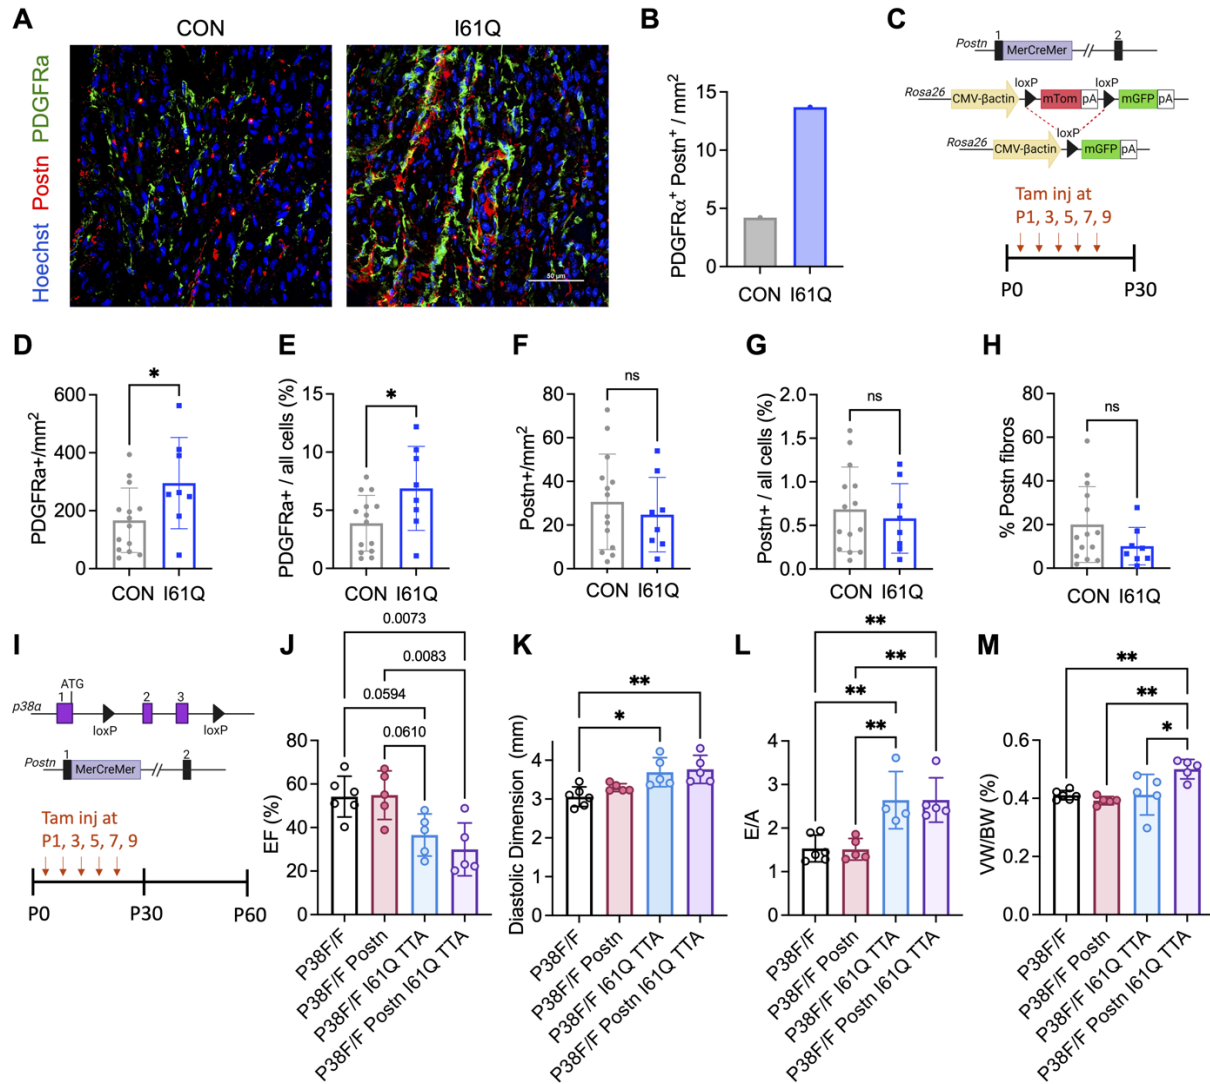 A
CON
I61Q
Hoechst Postn PDGFRa
50 µm
B
PDGFRα+ Postn+ / mm2
15
10
5
0
CON I61Q
C
Postn 1 MerCreMer 2
loxP loxP
Rosa26 CMV-βactin mTom pA mGFP pA
loxP
Rosa26 CMV-βactin mGFP pA
Tam inj at
P1, 3, 5, 7, 9
P0 P30
D
PDGFRa+/mm2
600
400
200
0
*
CON I61Q
E
PDGFRa+ / all cells (%)
15
10
5
0
*
CON I61Q
F
Postn+/mm2
80
60
40
20
0
ns
CON I61Q
G
Postn+ / all cells (%)
2.0
1.5
1.0
0.5
0.0
ns
CON I61Q
H
% Postn fibros
80
60
40
20
0
ns
CON I61Q
I
ATG
p38α 1 2 3
loxP loxP
Postn 1 MerCreMer 2
Tam inj at
P1, 3, 5, 7, 9
P0 P30 P60
J
0.0073
0.0083
0.0594
0.0610
EF (%)
80
60
40
20
0
P38F/F
P38F/F Postn
P38F/F I61Q TTA
P38F/F Postn I61Q TTA
K
**
*
Diastolic Dimension (mm)
4
3
2
1
0
P38F/F
P38F/F Postn
P38F/F I61Q TTA
P38F/F Postn I61Q TTA
L
**
**
**
**
E/A
6
4
2
0
P38F/F
P38F/F Postn
P38F/F I61Q TTA
P38F/F Postn I61Q TTA
M
**
**
*
VW/BW (%)
0.6
0.4
0.2
0.0
P38F/F
P38F/F Postn
P38F/F I61Q TTA
P38F/F Postn I61Q TTA